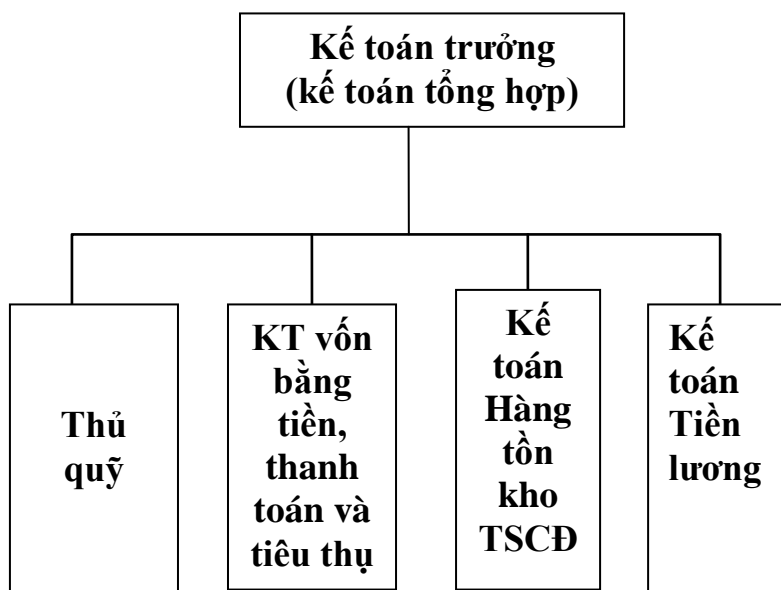 Kế toán trưởng
(kế toán tổng hợp)
Thủ
quỹ
KT vốn
bằng
tiền,
thanh
toán và
tiêu thụ
Kế
toán
Hàng
tồn
kho
TSCĐ
Kế
toán
Tiền
lương